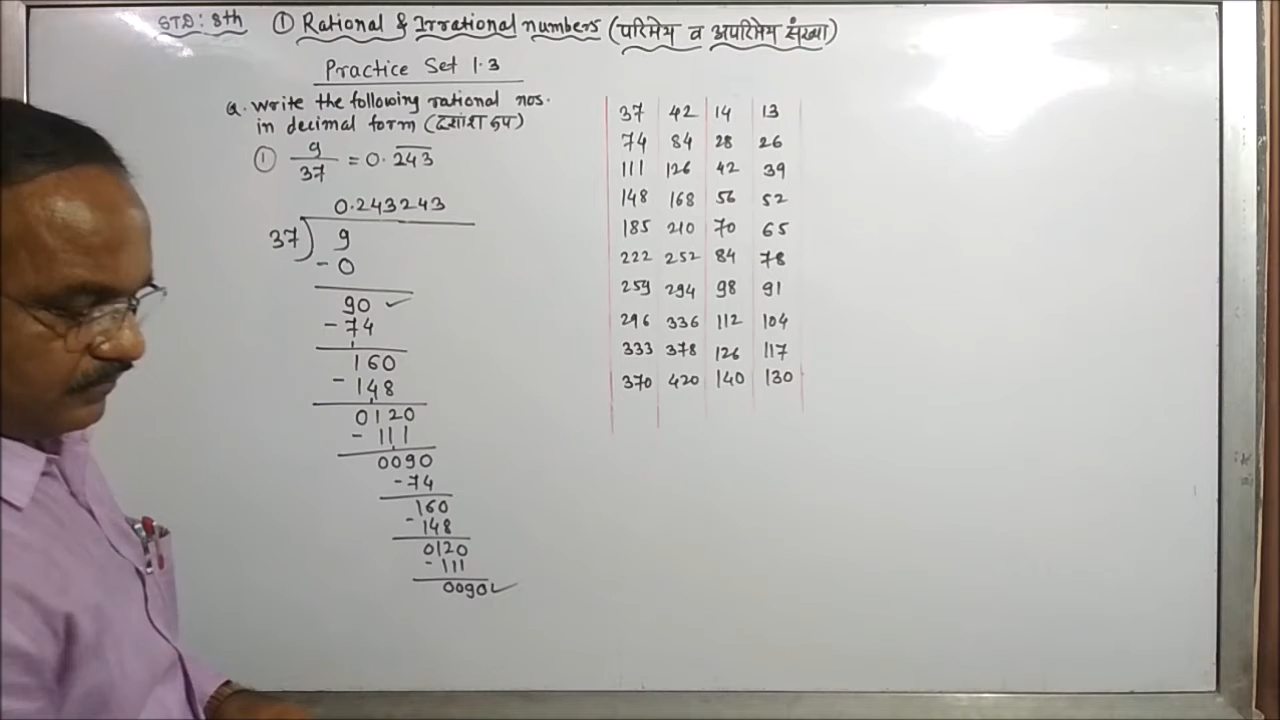 STD: 8th ① Rational & Irrational numbers (परिमेय व अपरिमेय संख्या)
Practice Set 1.3
Q. Write the following rational nos.
in decimal form (दशांश रूप)
① 9/37 = 0.2̅4̅3̅
0.243243
37) 9
- 0
90 ✓
- 74
160
- 148
0120
- 111
0090
- 74
160
- 148
0120
- 111
0090 ✓
37 42 14 13
74 84 28 26
111 126 42 39
148 168 56 52
185 210 70 65
222 252 84 78
259 294 98 91
296 336 112 104
333 378 126 117
370 420 140 130